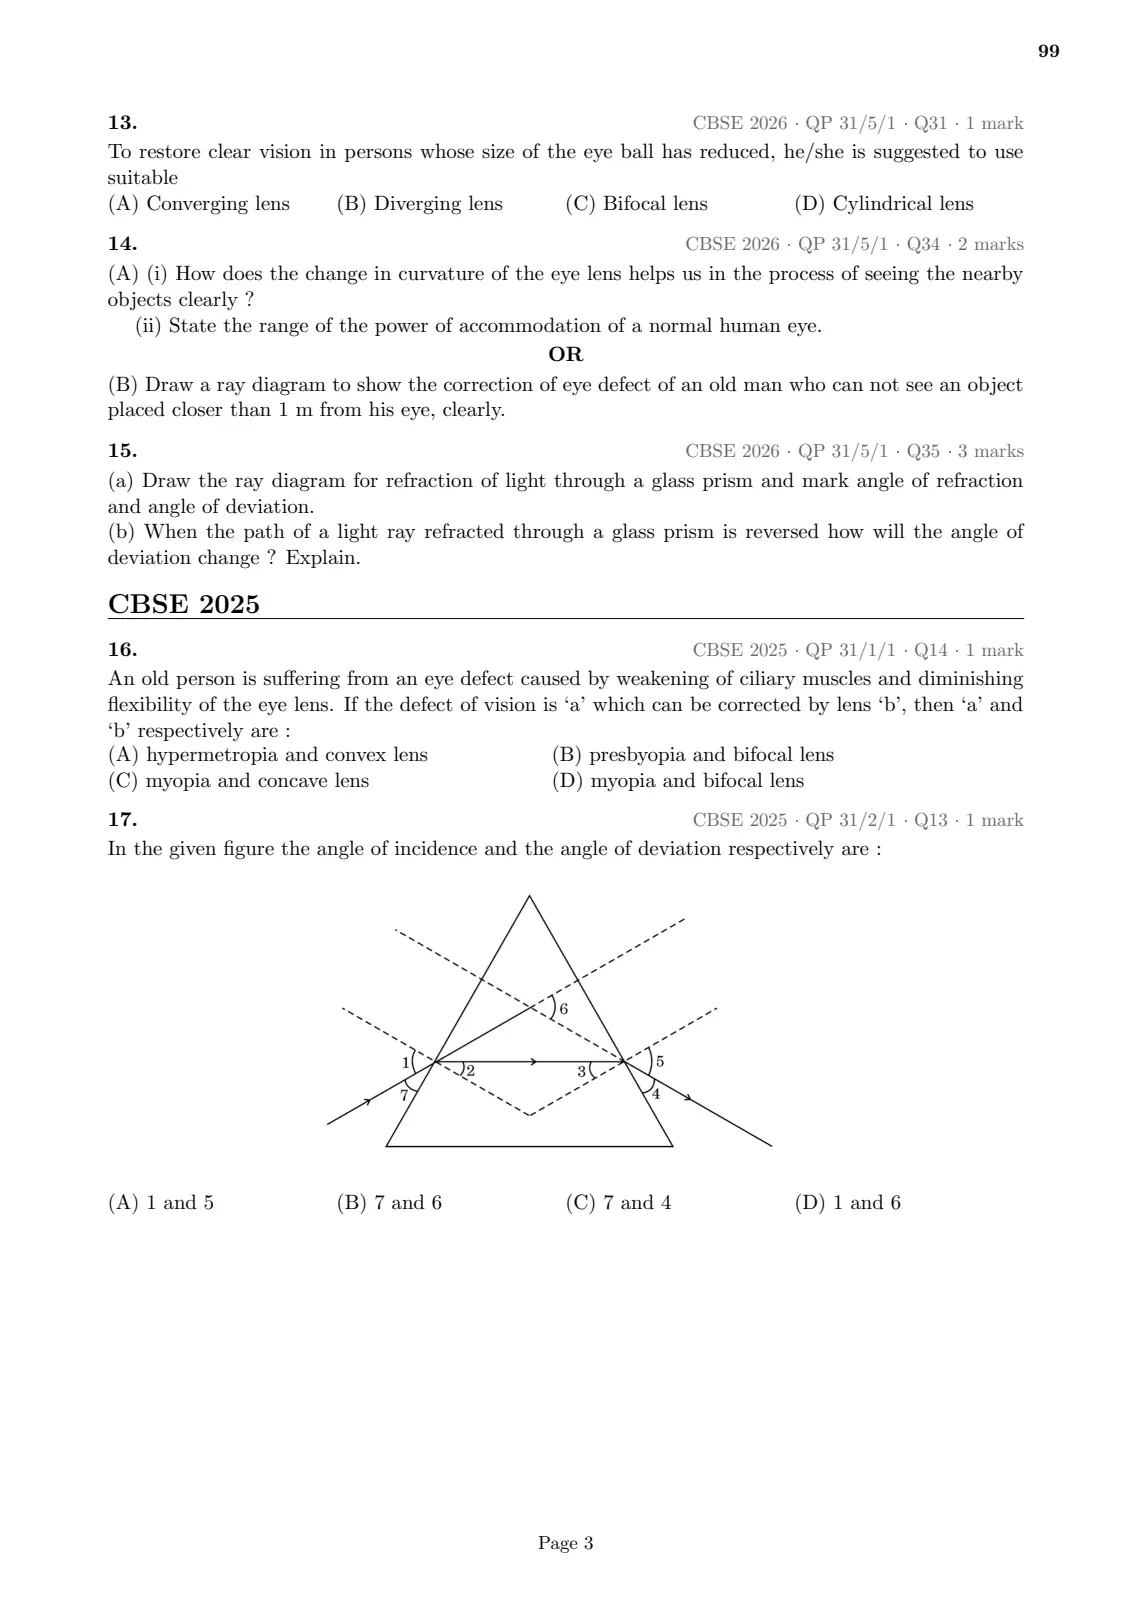 99
13. CBSE 2026 · QP 31/5/1 · Q31 · 1 mark
To restore clear vision in persons whose size of the eye ball has reduced, he/she is suggested to use
suitable
(A) Converging lens (B) Diverging lens (C) Bifocal lens (D) Cylindrical lens
14. CBSE 2026 · QP 31/5/1 · Q34 · 2 marks
(A) (i) How does the change in curvature of the eye lens helps us in the process of seeing the nearby
objects clearly ?
(ii) State the range of the power of accommodation of a normal human eye.
OR
(B) Draw a ray diagram to show the correction of eye defect of an old man who can not see an object
placed closer than 1 m from his eye, clearly.
15. CBSE 2026 · QP 31/5/1 · Q35 · 3 marks
(a) Draw the ray diagram for refraction of light through a glass prism and mark angle of refraction
and angle of deviation.
(b) When the path of a light ray refracted through a glass prism is reversed how will the angle of
deviation change ? Explain.
CBSE 2025
16. CBSE 2025 · QP 31/1/1 · Q14 · 1 mark
An old person is suffering from an eye defect caused by weakening of ciliary muscles and diminishing
flexibility of the eye lens. If the defect of vision is ‘a’ which can be corrected by lens ‘b’, then ‘a’ and
‘b’ respectively are :
(A) hypermetropia and convex lens (B) presbyopia and bifocal lens
(C) myopia and concave lens (D) myopia and bifocal lens
17. CBSE 2025 · QP 31/2/1 · Q13 · 1 mark
In the given figure the angle of incidence and the angle of deviation respectively are :
6
1 2 3 5
7 4
(A) 1 and 5 (B) 7 and 6 (C) 7 and 4 (D) 1 and 6
Page 3